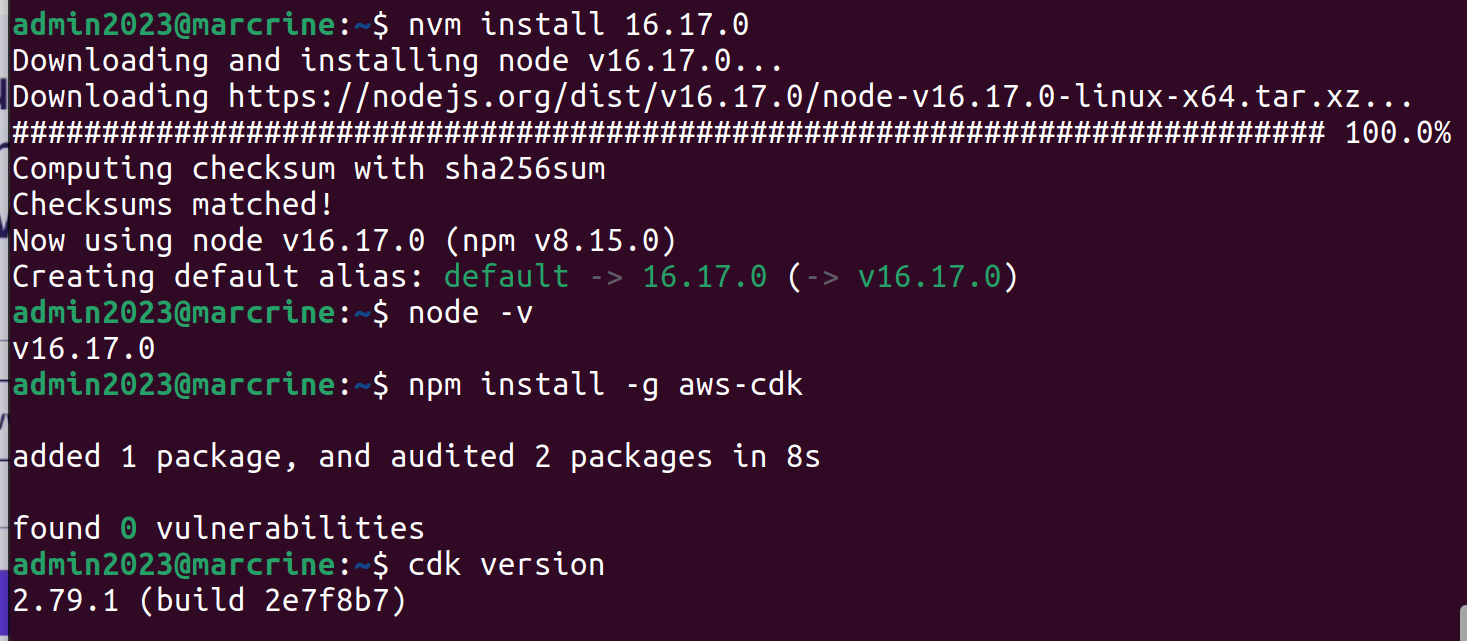 admin2023@marcrine:~$ nvm install 16.17.0
Downloading and installing node v16.17.0...
Downloading https://nodejs.org/dist/v16.17.0/node-v16.17.0-linux-x64.tar.xz...
######################################################################### 100.0%
Computing checksum with sha256sum
Checksums matched!
Now using node v16.17.0 (npm v8.15.0)
Creating default alias: default -> 16.17.0 (-> v16.17.0)
admin2023@marcrine:~$ node -v
v16.17.0
admin2023@marcrine:~$ npm install -g aws-cdk
added 1 package, and audited 2 packages in 8s
found 0 vulnerabilities
admin2023@marcrine:~$ cdk version
2.79.1 (build 2e7f8b7)